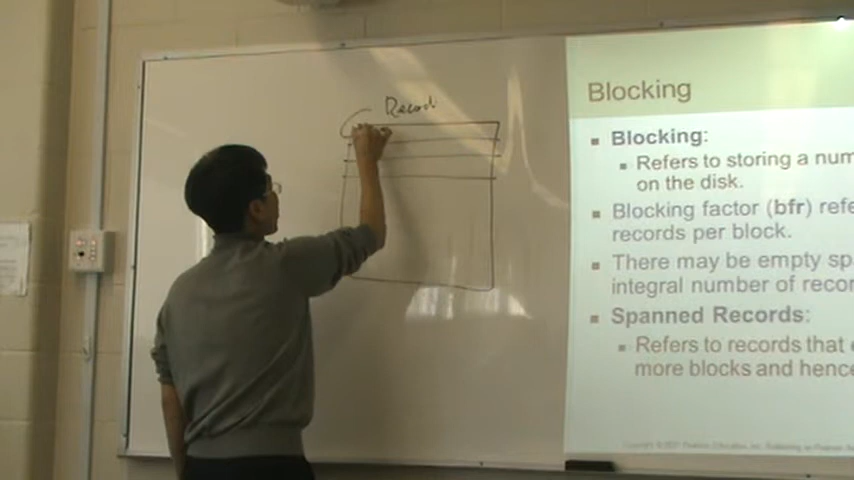 Record
Blocking
Blocking:
Refers to storing a num
on the disk.
Blocking factor (bfr) refe
records per block.
There may be empty sp
integral number of recor
Spanned Records:
Refers to records that
more blocks and hence